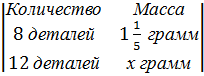 Количество Масса
8 деталей 1 1/5 грамм
12 деталей x грамм